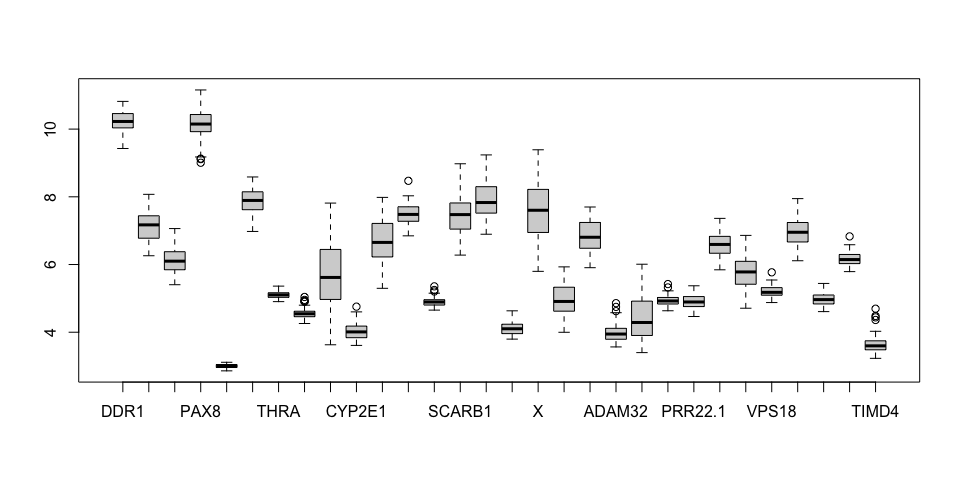 10
8
6
4
DDR1 PAX8 THRA CYP2E1 SCARB1 X ADAM32 PRR22.1 VPS18 TIMD4